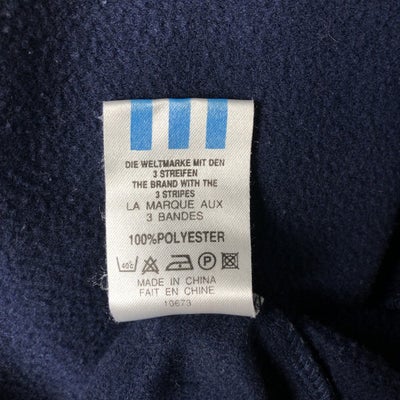 DIE WELTMARKE MIT DEN
3 STREIFEN
THE BRAND WITH THE
3 STRIPES
LA MARQUE AUX
3 BANDES
100%POLYESTER
40°C P
MADE IN CHINA
FAIT EN CHINE
10673